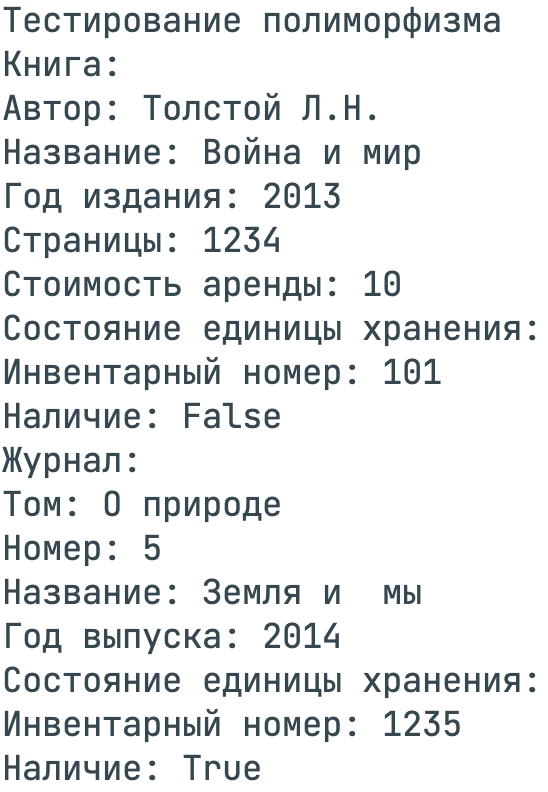 Тестирование полиморфизма
Книга:
Автор: Толстой Л.Н.
Название: Война и мир
Год издания: 2013
Страницы: 1234
Стоимость аренды: 10
Состояние единицы хранения:
Инвентарный номер: 101
Наличие: False
Журнал:
Том: О природе
Номер: 5
Название: Земля и  мы
Год выпуска: 2014
Состояние единицы хранения:
Инвентарный номер: 1235
Наличие: True